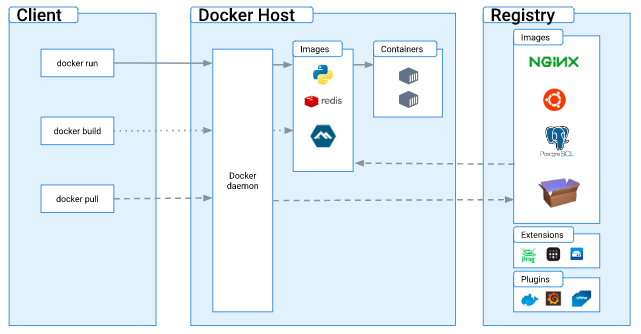 Client
Docker Host
Registry
docker run
docker build
docker pull
Docker
daemon
Images
redis
Containers
Images
NGINX
PostgreSQL
Extensions
jfrog
Plugins